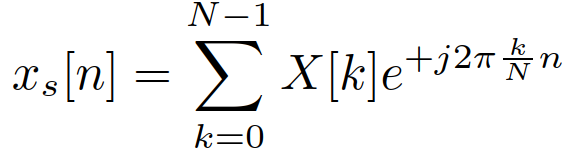 x_s[n] = \sum_{k=0}^{N-1} X[k]e^{+j2\pi \frac{k}{N} n}